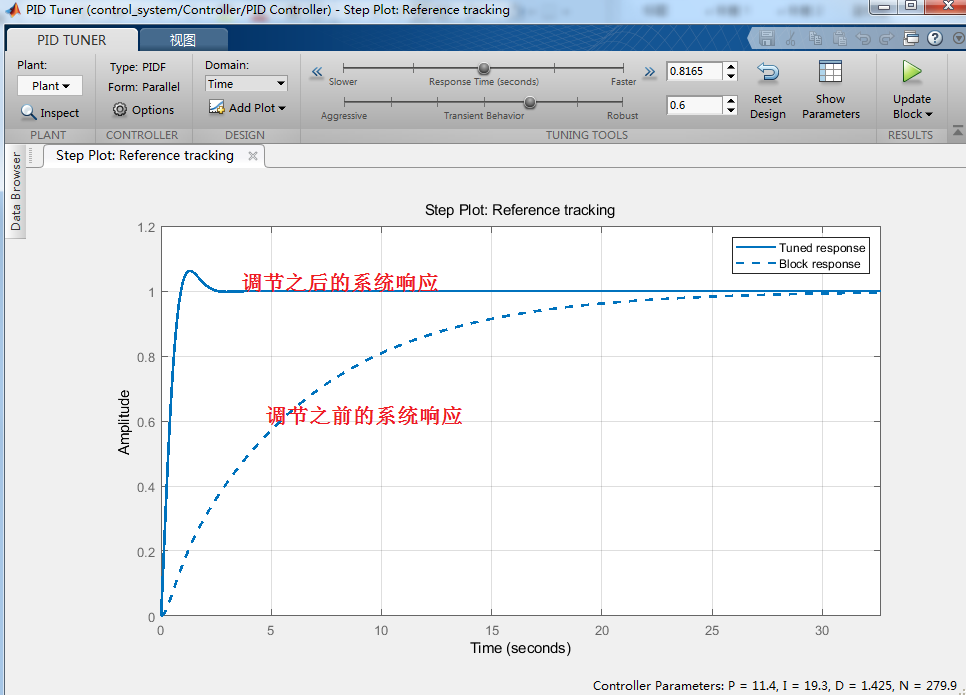 PID Tuner (control_system/Controller/PID Controller) - Step Plot: Reference tracking
PID TUNER
视图
Plant:
Plant
Inspect
PLANT
Type: PIDF
Form: Parallel
Options
CONTROLLER
Domain:
Time
Add Plot
DESIGN
Slower
Response Time (seconds)
Faster
0.8165
Aggressive
Transient Behavior
Robust
0.6
TUNING TOOLS
Reset
Design
Show
Parameters
Update
Block
RESULTS
Data Browser
Step Plot: Reference tracking
Step Plot: Reference tracking
Tuned response
Block response
调节之后的系统响应
调节之前的系统响应
Amplitude
1.2
1
0.8
0.6
0.4
0.2
0
0 5 10 15 20 25 30
Time (seconds)
Controller Parameters: P = 11.4, I = 19.3, D = 1.425, N = 279.9